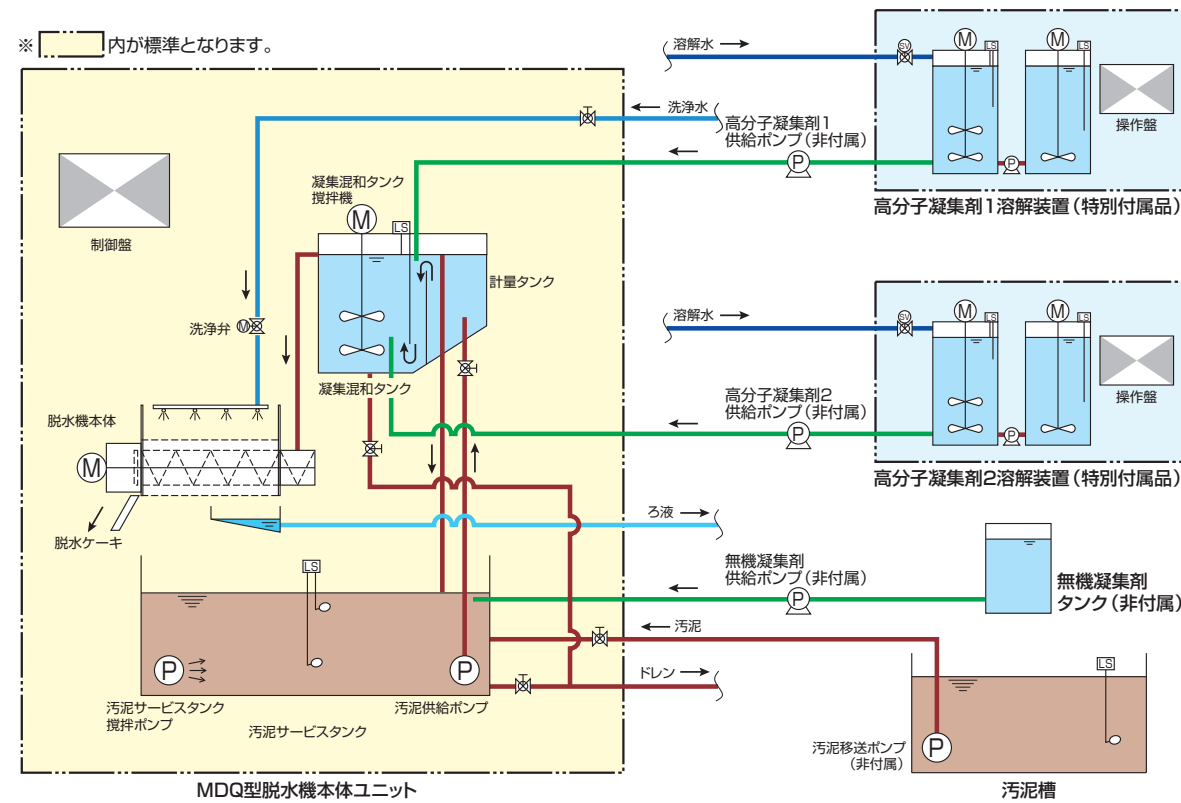 ※ 内が標準となります。
溶解水
SV
M
LS
M
LS
操作盤
P
高分子凝集剤1溶解装置(特別付属品)
洗浄水
高分子凝集剤1
供給ポンプ(非付属)
P
制御盤
凝集混和タンク
撹拌機
M
LS
計量タンク
凝集混和タンク
洗浄弁
M
溶解水
SV
M
LS
M
LS
操作盤
P
高分子凝集剤2溶解装置(特別付属品)
高分子凝集剤2
供給ポンプ(非付属)
P
脱水機本体
M
脱水ケーキ
ろ液
無機凝集剤
供給ポンプ(非付属)
P
無機凝集剤
タンク(非付属)
LS
P
P
汚泥
ドレン
汚泥サービスタンク
撹拌ポンプ
汚泥サービスタンク
汚泥供給ポンプ
LS
汚泥移送ポンプ
(非付属)
P
MDQ型脱水機本体ユニット
汚泥槽